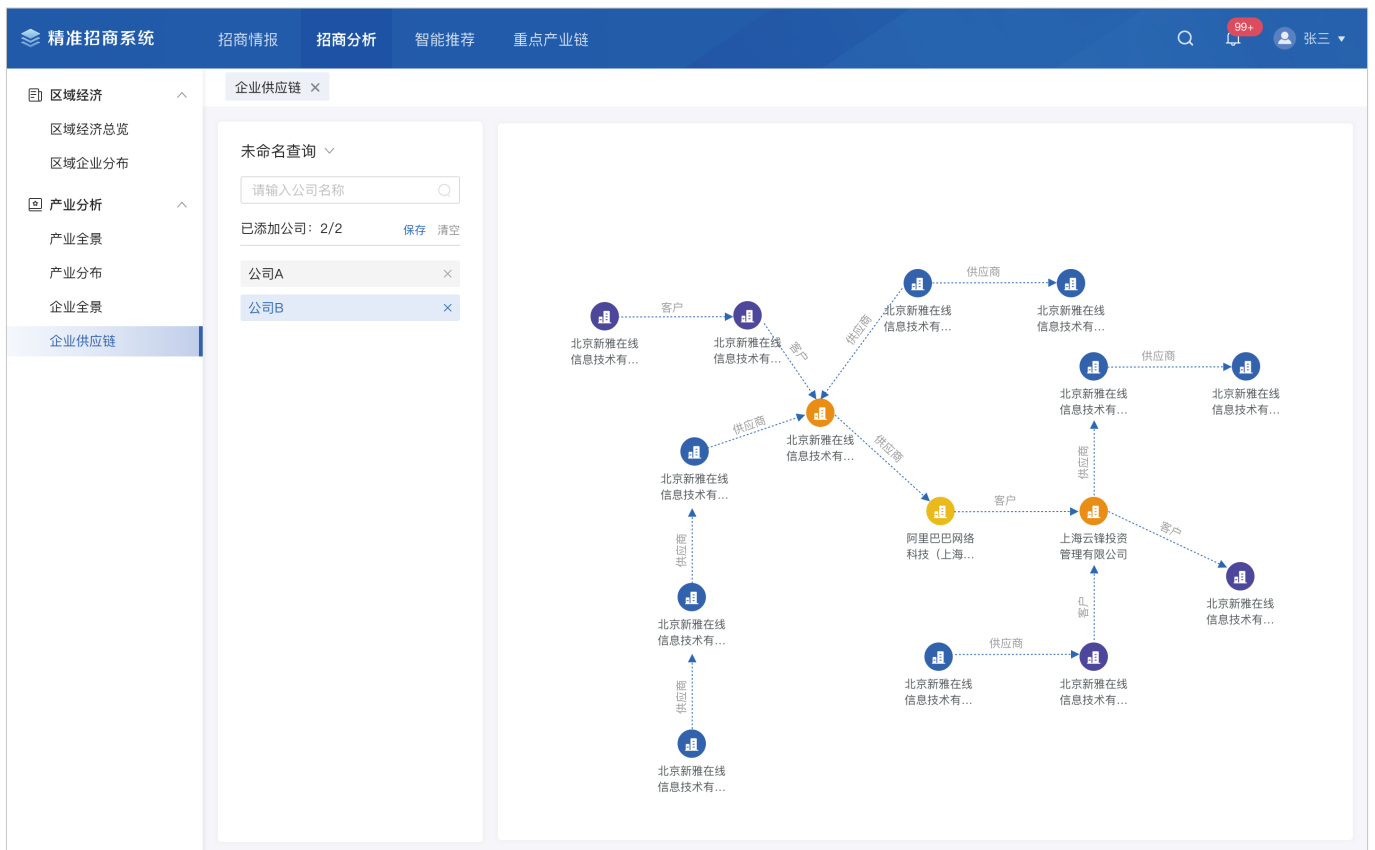 精准招商系统
招商情报
招商分析
智能推荐
重点产业链
99+
张三
区域经济
区域经济总览
区域企业分布
产业分析
产业全景
产业分布
企业全景
企业供应链
企业供应链
未命名查询
请输入公司名称
已添加公司：2/2
保存
清空
公司A
公司B
供应商
北京新雅在线
信息技术有...
北京新雅在线
信息技术有...
客户
北京新雅在线
信息技术有...
北京新雅在线
信息技术有...
客户
供应商
供应商
北京新雅在线
信息技术有...
北京新雅在线
信息技术有...
供应商
北京新雅在线
信息技术有...
供应商
北京新雅在线
信息技术有...
供应商
供应商
客户
阿里巴巴网络
科技（上海...
上海云锋投资
管理有限公司
供应商
客户
北京新雅在线
信息技术有...
供应商
北京新雅在线
信息技术有...
客户
供应商
北京新雅在线
信息技术有...
北京新雅在线
信息技术有...
供应商
北京新雅在线
信息技术有...